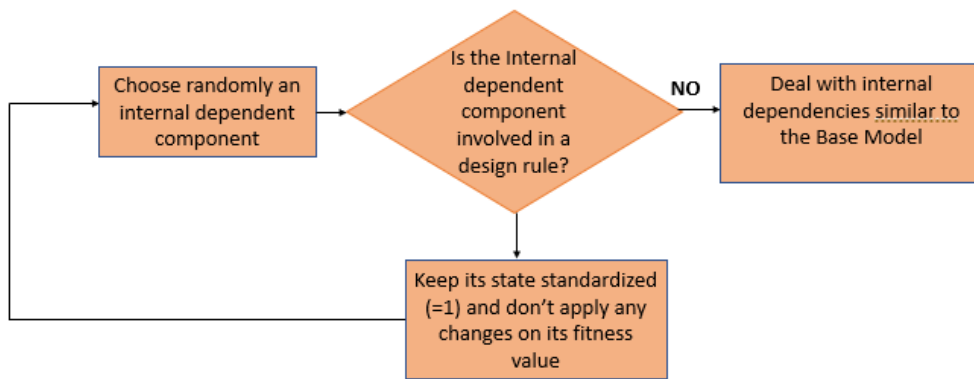 Choose randomly an
internal dependent
component
Is the Internal
dependent
component
involved in a
design rule?
NO
Deal with internal
dependencies similar to
the Base Model
Keep its state standardized
(=1) and don't apply any
changes on its fitness
value